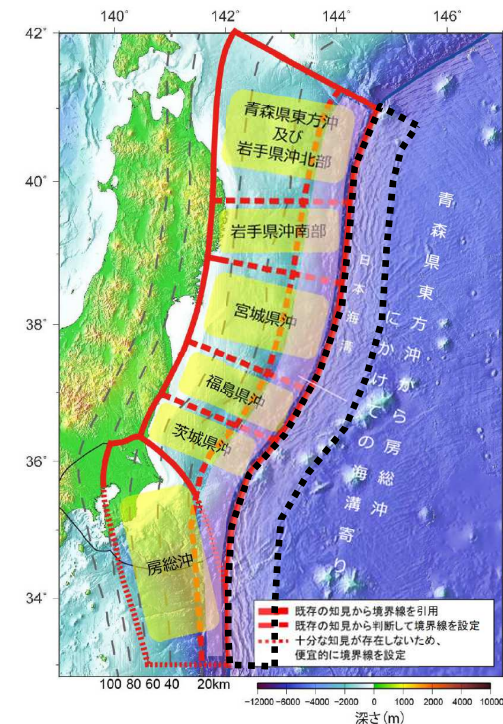 140°
142°
144°
146°
42°
40°
38°
36°
34°
青森県東方沖
及び
岩手県沖北部
岩手県沖南部
宮城県沖
福島県沖
茨城県沖
房総沖
日本海溝
青森県東方沖から房総沖
にかけての海溝寄り
既存の知見から境界線を引用
既存の知見から判断して境界線を設定
十分な知見が存在しないため、
便宜的に境界線を設定
100 80 60 40 20km
-12000 -6000 -4000 -2000 0 1000 2000 4000 10000
深さ(m)